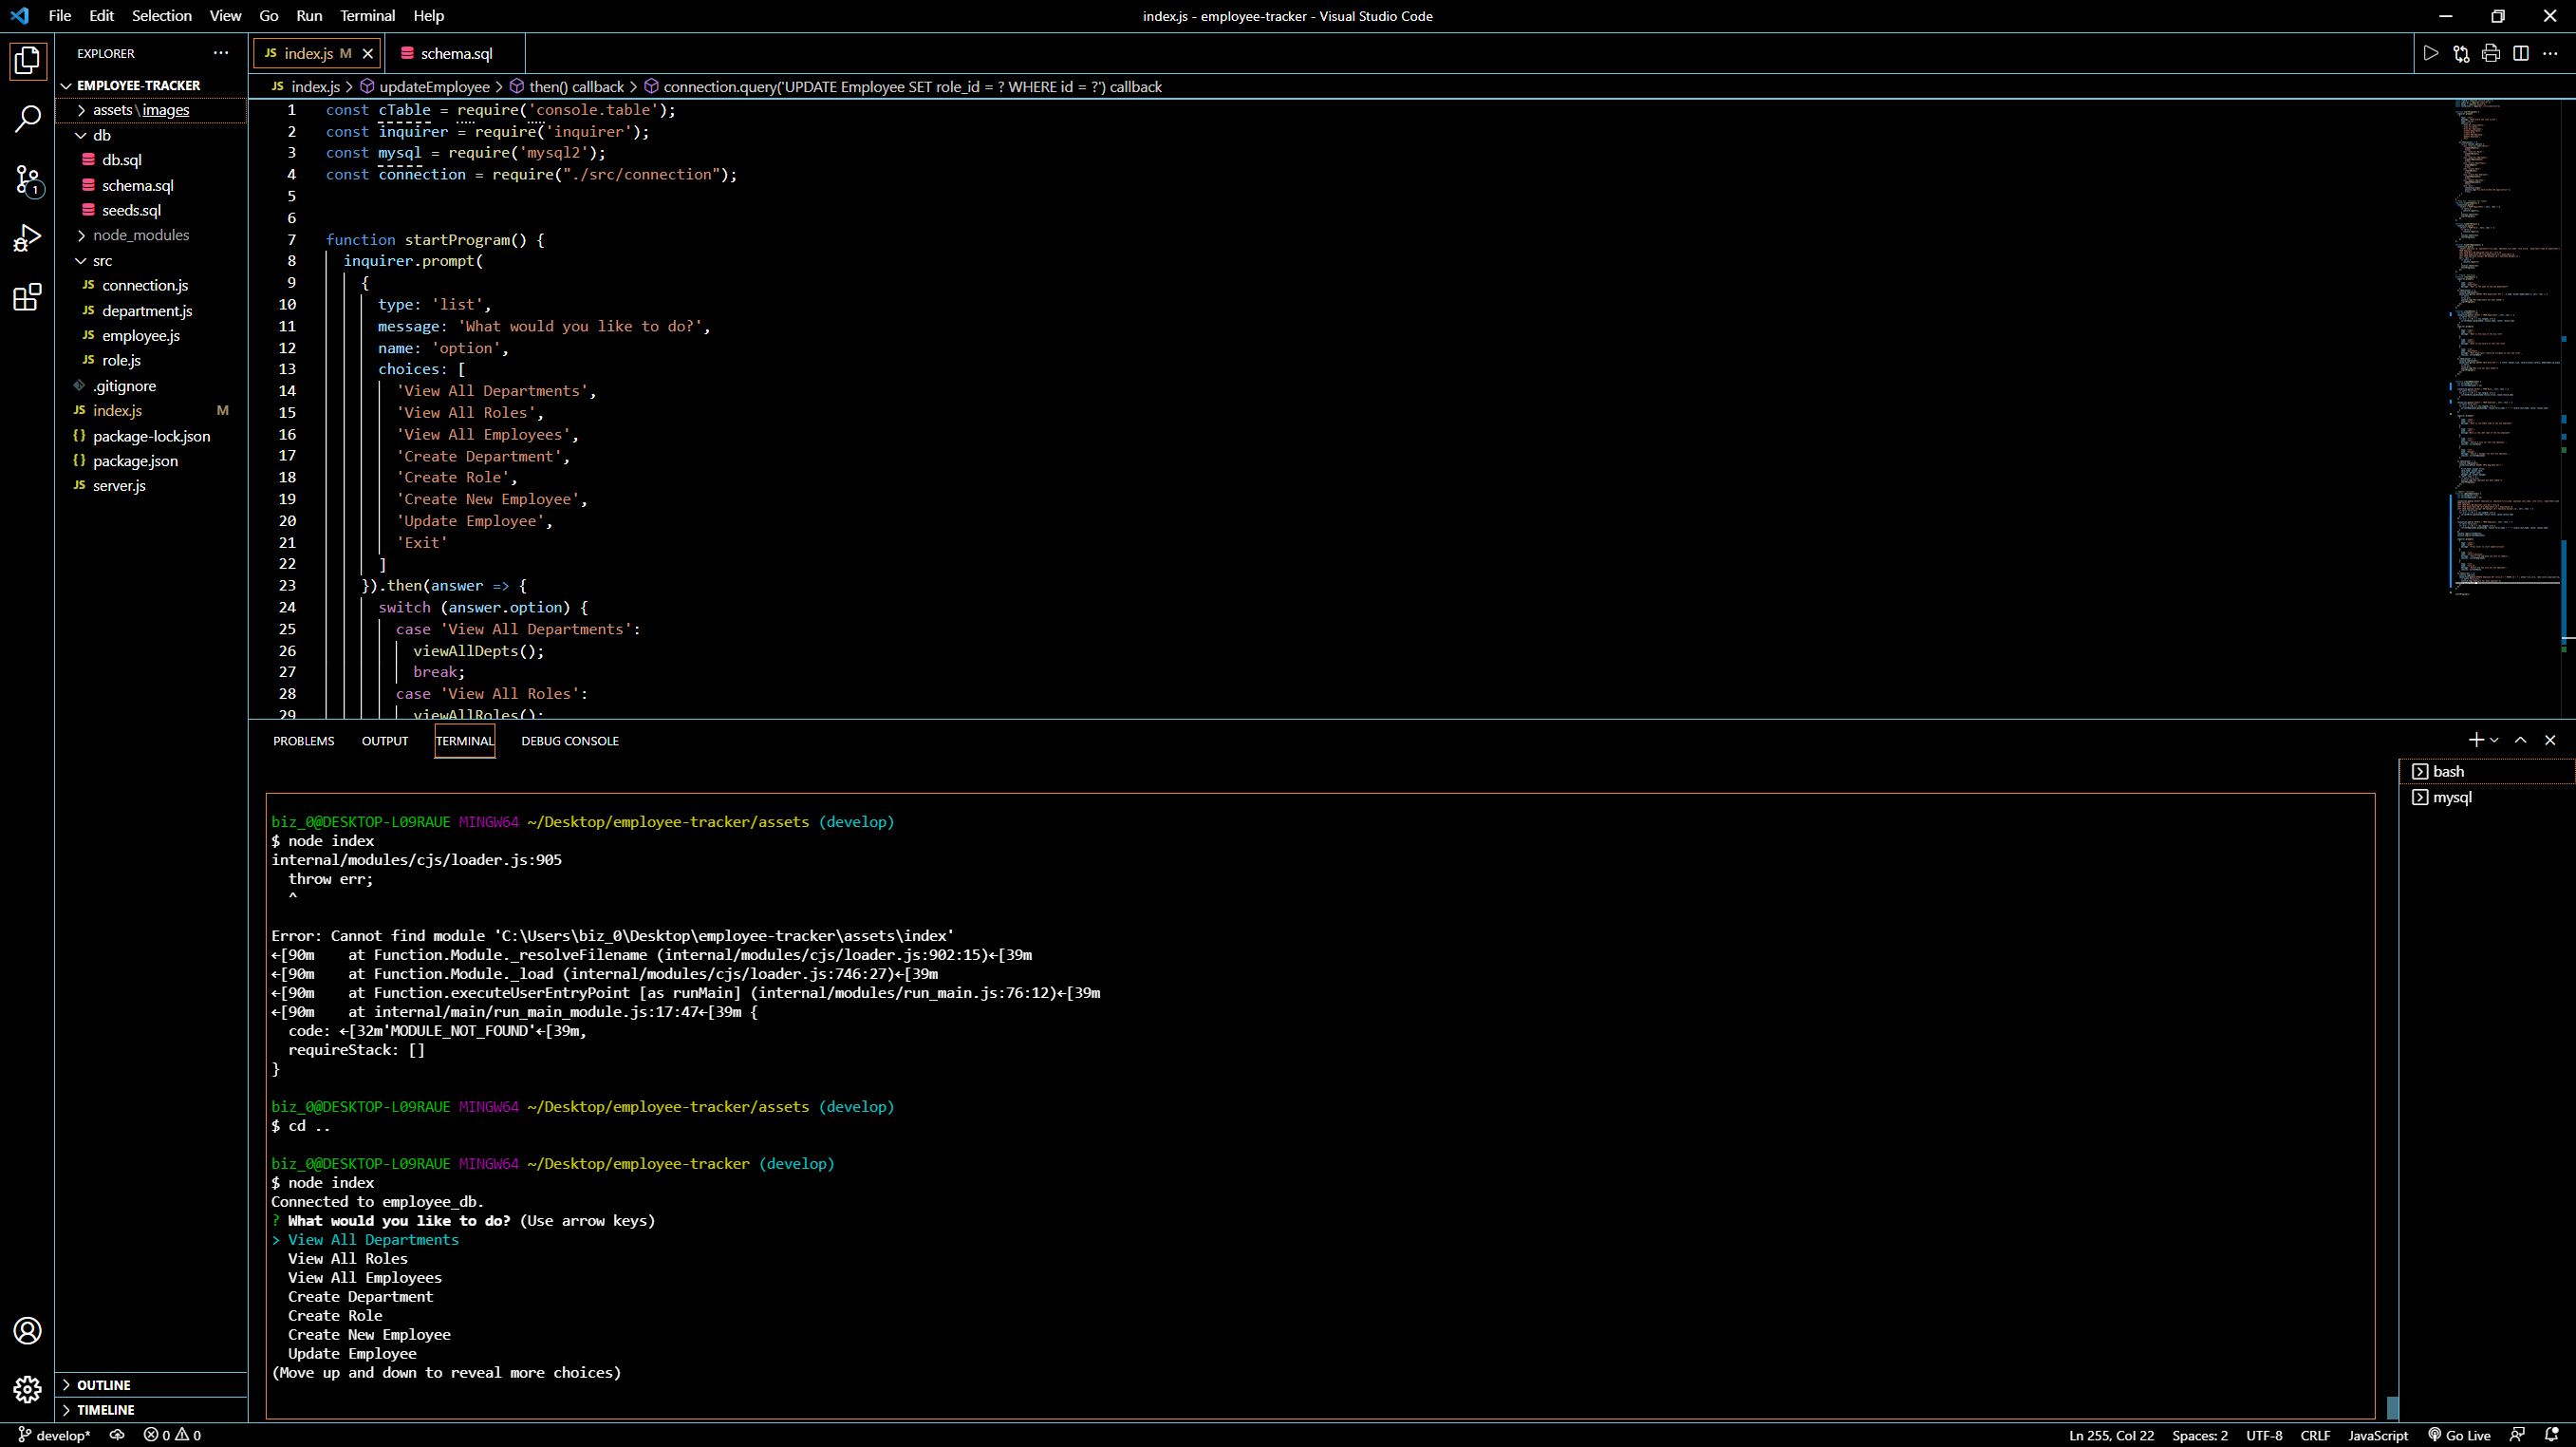 File Edit Selection View Go Run Terminal Help
index.js - employee-tracker - Visual Studio Code
EXPLORER
EMPLOYEE-TRACKER
assets\images
db
db.sql
schema.sql
seeds.sql
node_modules
src
connection.js
department.js
employee.js
role.js
.gitignore
index.js M
package-lock.json
package.json
server.js
OUTLINE
TIMELINE
JS index.js M
schema.sql
JS index.js > updateEmployee > then() callback > connection.query('UPDATE Employee SET role_id = ? WHERE id = ?') callback
1 const cTable = require('console.table');
2 const inquirer = require('inquirer');
3 const mysql = require('mysql2');
4 const connection = require("./src/connection");
5
6
7 function startProgram() {
8 inquirer.prompt(
9 {
10 type: 'list',
11 message: 'What would you like to do?',
12 name: 'option',
13 choices: [
14 'View All Departments',
15 'View All Roles',
16 'View All Employees',
17 'Create Department',
18 'Create Role',
19 'Create New Employee',
20 'Update Employee',
21 'Exit'
22 ]
23 }).then(answer => {
24 switch (answer.option) {
25 case 'View All Departments':
26 viewAllDepts();
27 break;
28 case 'View All Roles':
29 viewAllRoles();
PROBLEMS OUTPUT TERMINAL DEBUG CONSOLE
bash
mysql
biz_0@DESKTOP-L09RAUE MINGW64 ~/Desktop/employee-tracker/assets (develop)
$ node index
internal/modules/cjs/loader.js:905
throw err;
^
Error: Cannot find module 'C:\Users\biz_0\Desktop\employee-tracker\assets\index'
←[90m    at Function.Module._resolveFilename (internal/modules/cjs/loader.js:902:15)←[39m
←[90m    at Function.Module._load (internal/modules/cjs/loader.js:746:27)←[39m
←[90m    at Function.executeUserEntryPoint [as runMain] (internal/modules/run_main.js:76:12)←[39m
←[90m    at internal/main/run_main_module.js:17:47←[39m {
code: ←[32m'MODULE_NOT_FOUND'←[39m,
requireStack: []
}
biz_0@DESKTOP-L09RAUE MINGW64 ~/Desktop/employee-tracker/assets (develop)
$ cd ..
biz_0@DESKTOP-L09RAUE MINGW64 ~/Desktop/employee-tracker (develop)
$ node index
Connected to employee_db.
? What would you like to do? (Use arrow keys)
> View All Departments
View All Roles
View All Employees
Create Department
Create Role
Create New Employee
Update Employee
(Move up and down to reveal more choices)
develop* 0 0
Ln 255, Col 22 Spaces: 2 UTF-8 CRLF JavaScript Go Live